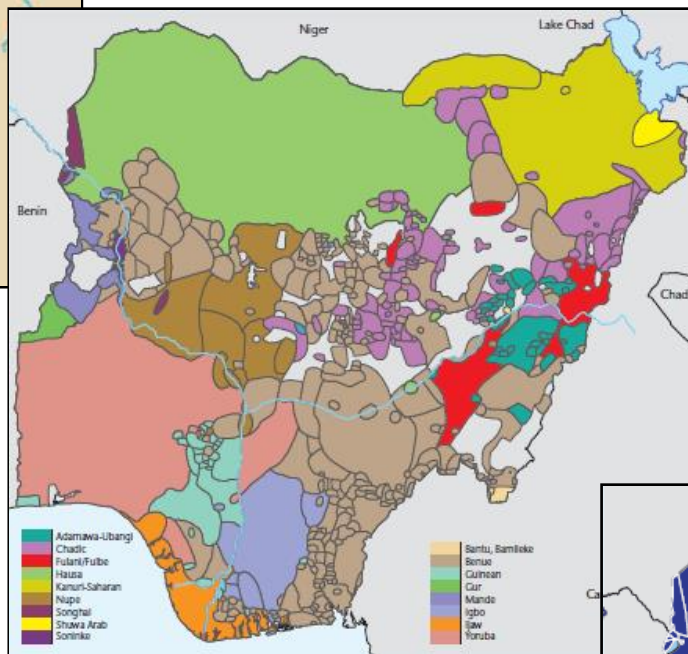 Niger
Lake Chad
Benin
Chad
Adamawa-Ubangi
Chadic
Fulani/Fulbe
Hausa
Kanuri-Saharan
Nupe
Songhai
Shuwa Arab
Soninke
Bantu, Bamileke
Benue
Guinean
Gur
Mande
Igbo
Ijaw
Yoruba
Ca